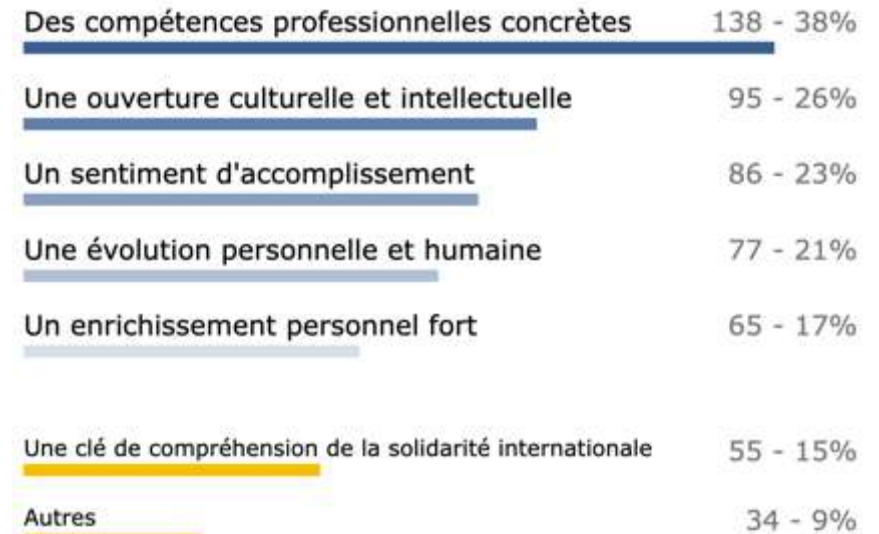 Des compétences professionnelles concrètes 138 - 38%
Une ouverture culturelle et intellectuelle 95 - 26%
Un sentiment d'accomplissement 86 - 23%
Une évolution personnelle et humaine 77 - 21%
Un enrichissement personnel fort 65 - 17%
Une clé de compréhension de la solidarité internationale 55 - 15%
Autres 34 - 9%